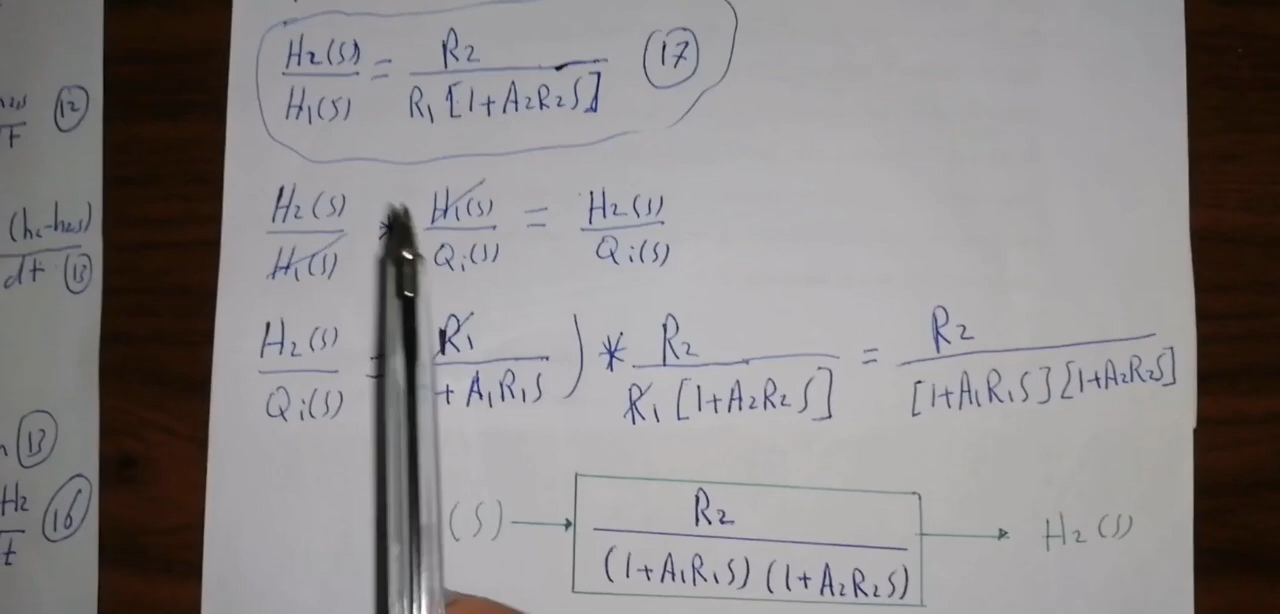 H2(S)/H1(S) = R2/R1[1+A2R2S] (17)
(12)
(h2-h2s)/dt (13)
H2(S)/H1(S) * H1(S)/Qi(S) = H2(S)/Qi(S)
H2(S)/Qi(S) = R1/+A1R1S) * R2/R1[1+A2R2S] = R2/[1+A1R1S][1+A2R2S]
(13)
H2/t (16)
(S) → R2/(1+A1R1S)(1+A2R2S) → H2(S)